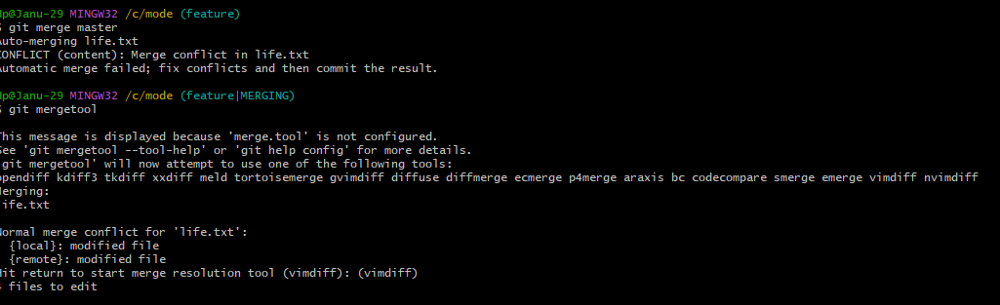 Hp@Janu-29 MINGW32 /c/mode (feature)
$ git merge master
Auto-merging life.txt
CONFLICT (content): Merge conflict in life.txt
Automatic merge failed; fix conflicts and then commit the result.
Hp@Janu-29 MINGW32 /c/mode (feature|MERGING)
$ git mergetool
This message is displayed because 'merge.tool' is not configured.
See 'git mergetool --tool-help' or 'git help config' for more details.
'git mergetool' will now attempt to use one of the following tools:
opendiff kdiff3 tkdiff xxdiff meld tortoisemerge gvimdiff diffuse diffmerge ecmerge p4merge araxis bc codecompare smerge emerge vimdiff nvimdiff
Merging:
life.txt
Normal merge conflict for 'life.txt':
{local}: modified file
{remote}: modified file
Hit return to start merge resolution tool (vimdiff): (vimdiff)
4 files to edit